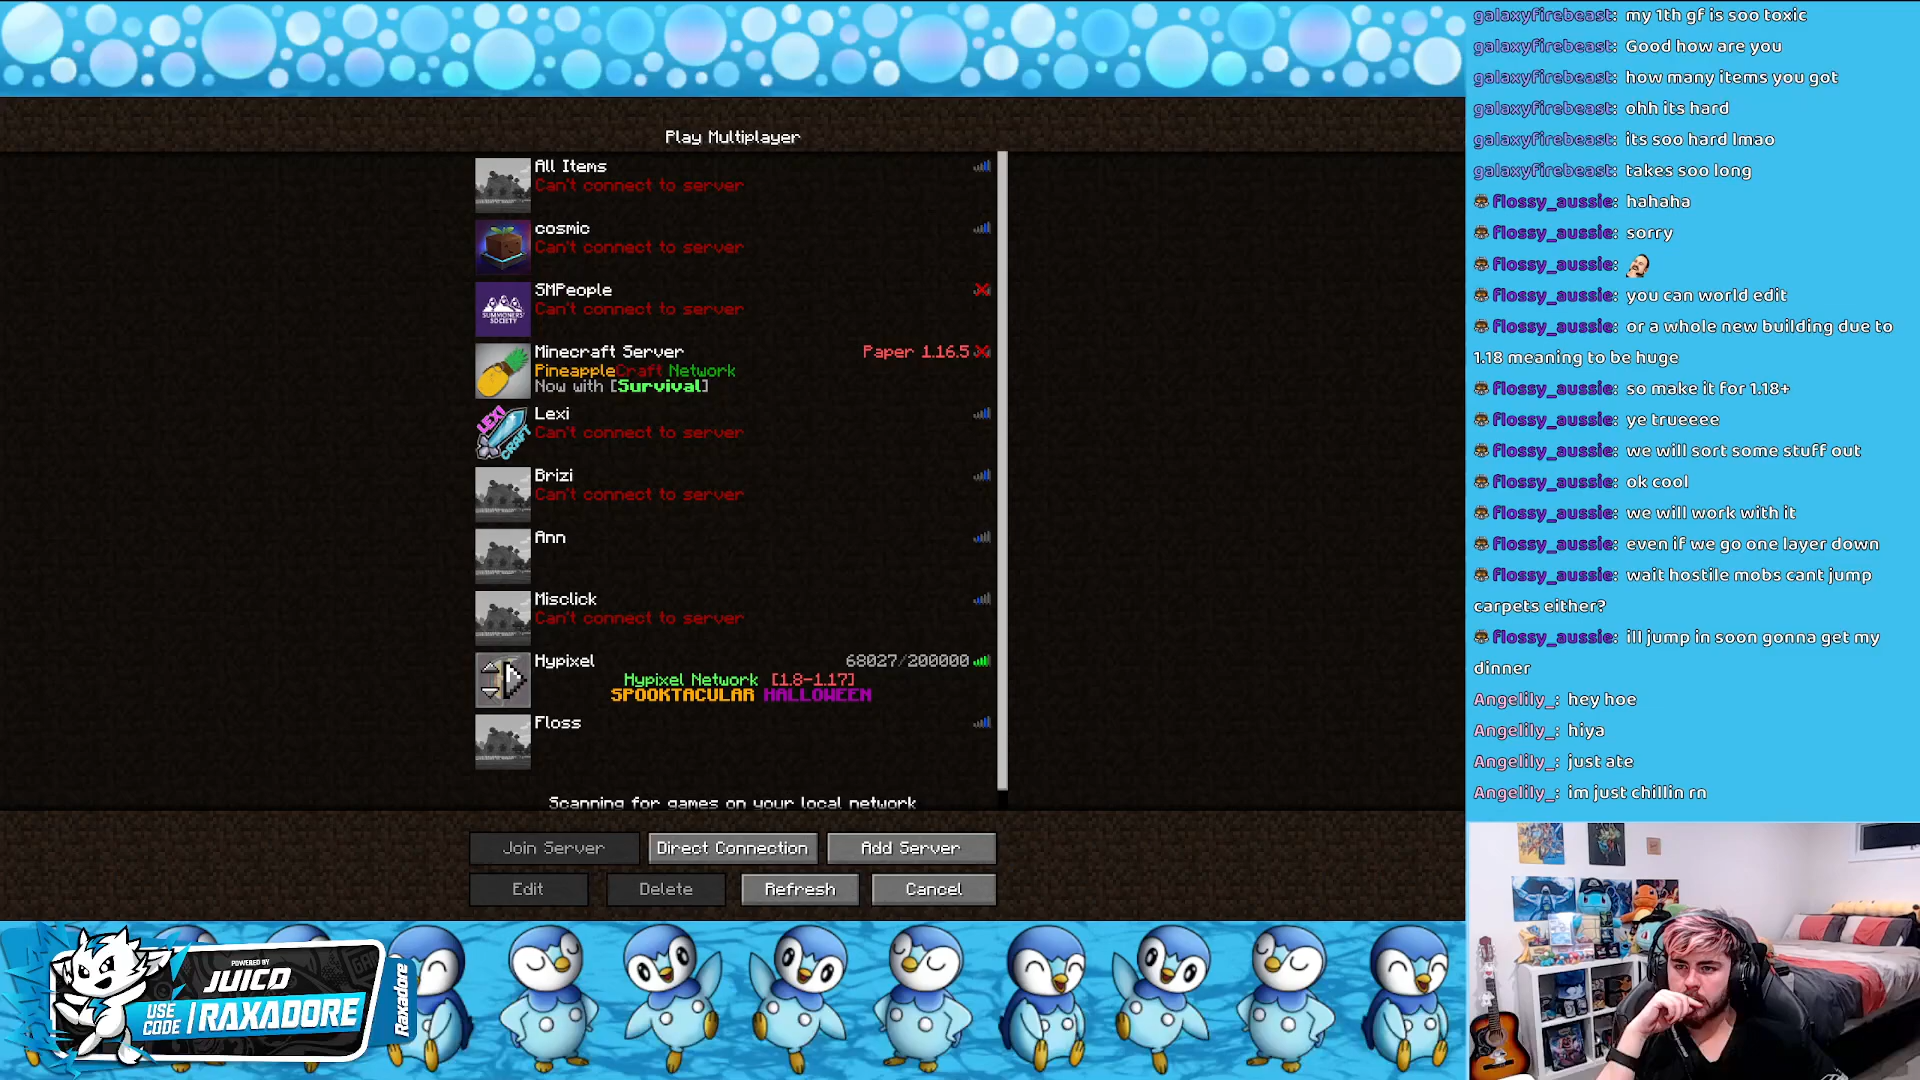 Play Multiplayer
All Items
Can't connect to server
cosmic
Can't connect to server
SMPeople
Can't connect to server
SUMMONERS'
SOCIETY
Minecraft Server
Paper 1.16.5
PineappleCraft Network
Now with [Survival]
Lexi
Can't connect to server
LEXI
CRAFT
Brizi
Can't connect to server
Ann
Misclick
Can't connect to server
Hypixel
68027/200000
Hypixel Network [1.8-1.17]
SPOOKTACULAR HALLOWEEN
Floss
Scanning for games on your local network
Join Server
Direct Connection
Add Server
Edit
Delete
Refresh
Cancel
galaxyfirebeast: my 1th gf is soo toxic
galaxyfirebeast: Good how are you
galaxyfirebeast: how many items you got
galaxyfirebeast: ohh its hard
galaxyfirebeast: its soo hard lmao
galaxyfirebeast: takes soo long
flossy_aussie: hahaha
flossy_aussie: sorry
flossy_aussie:
flossy_aussie: you can world edit
flossy_aussie: or a whole new building due to
1.18 meaning to be huge
flossy_aussie: so make it for 1.18+
flossy_aussie: ye trueeee
flossy_aussie: we will sort some stuff out
flossy_aussie: ok cool
flossy_aussie: we will work with it
flossy_aussie: even if we go one layer down
flossy_aussie: wait hostile mobs cant jump
carpets either?
flossy_aussie: ill jump in soon gonna get my
dinner
Angelily_: hey hoe
Angelily_: hiya
Angelily_: just ate
Angelily_: im just chillin rn
POWERED BY
JUICD
USE
CODE
/RAXADORE
Raxadore